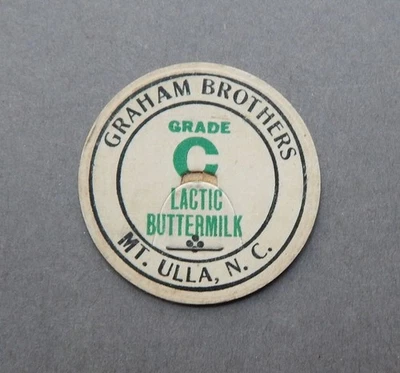 GRAHAM BROTHERS
GRADE
C
LACTIC
BUTTERMILK
MT. ULLA, N. C.